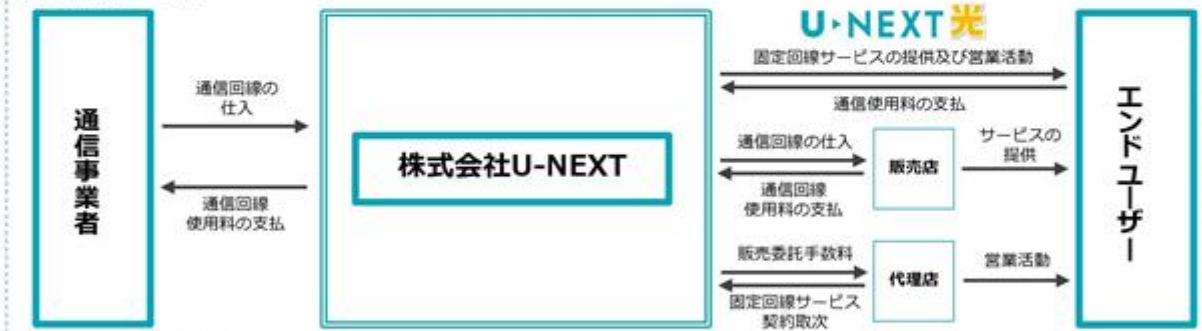 通信事業者
通信回線の
仕入
通信回線
使用料の支払
株式会社U-NEXT
U-NEXT光
固定回線サービスの提供及び営業活動
通信使用料の支払
通信回線の仕入
通信回線
使用料の支払
販売店
サービスの
提供
販売委託手数料
固定回線サービス
契約取次
代理店
営業活動
エンドユーザー